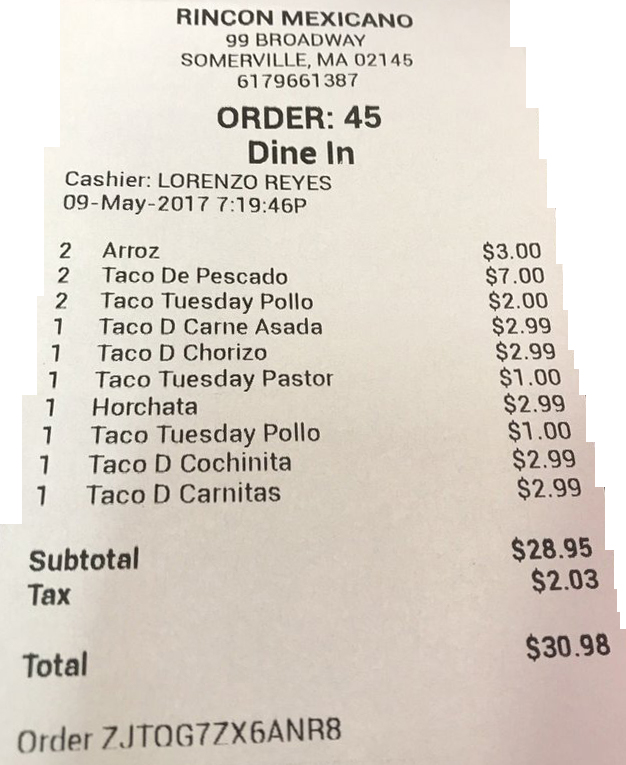 RINCON MEXICANO
99 BROADWAY
SOMERVILLE, MA 02145
6179661387
ORDER: 45
Dine In
Cashier: LORENZO REYES
09-May-2017 7:19:46P
2 Arroz $3.00
2 Taco De Pescado $7.00
2 Taco Tuesday Pollo $2.00
1 Taco D Carne Asada $2.99
1 Taco D Chorizo $2.99
1 Taco Tuesday Pastor $1.00
1 Horchata $2.99
1 Taco Tuesday Pollo $1.00
1 Taco D Cochinita $2.99
1 Taco D Carnitas $2.99
Subtotal $28.95
Tax $2.03
Total $30.98
Order ZJTQG7ZX6ANR8